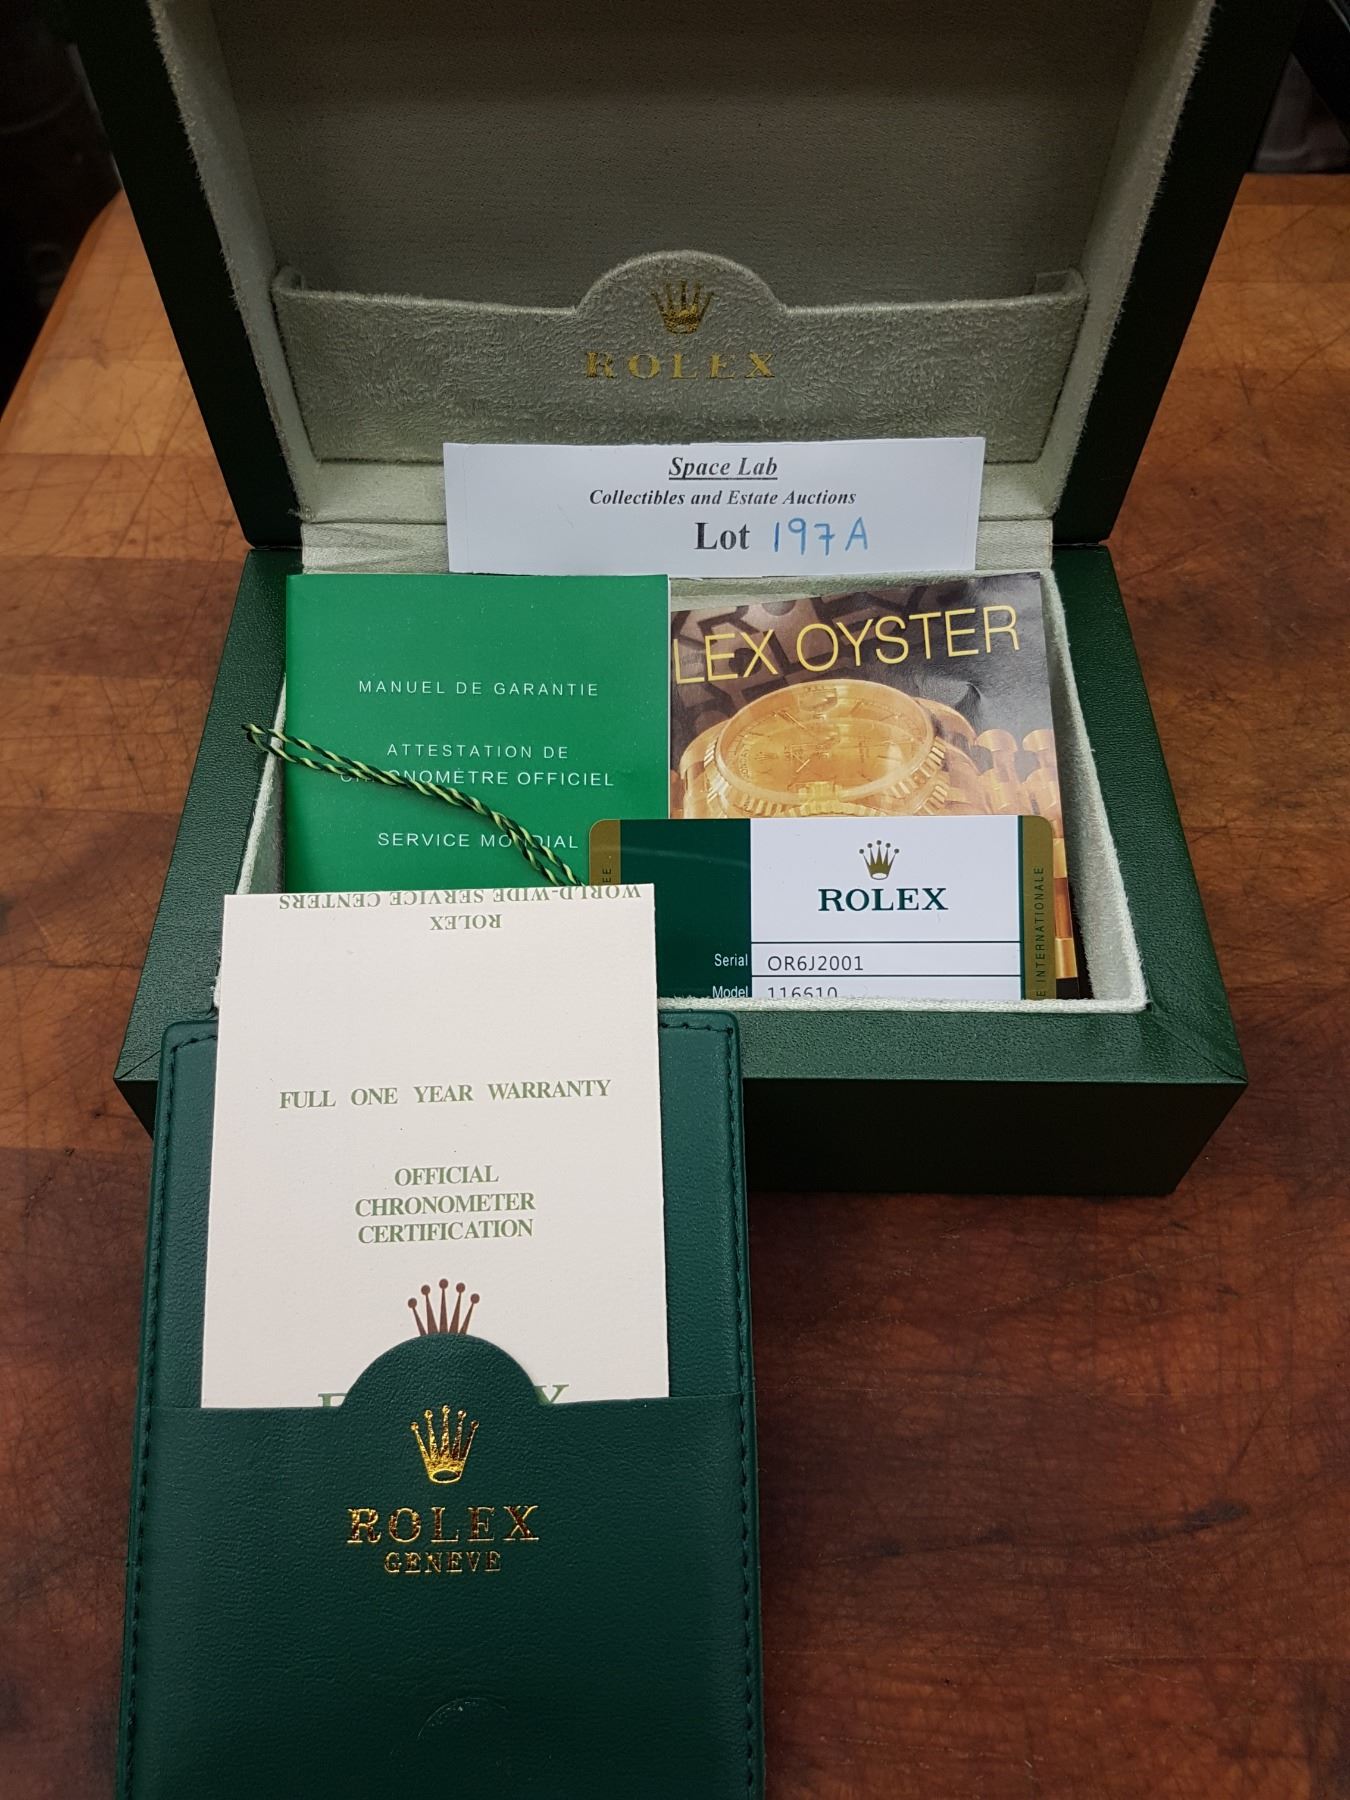 ROLEX
Space Lab
Collectibles and Estate Auctions
Lot 197A
MANUEL DE GARANTIE
ATTESTATION DE
CHRONOMÈTRE OFFICIEL
SERVICE MONDIAL
LEX OYSTER
ROLEX
Serial OR6J2001
Model 116610
INTERNATIONALE
WORLD-WIDE SERVICE CENTERS
ROLEX
FULL ONE YEAR WARRANTY
OFFICIAL
CHRONOMETER
CERTIFICATION
ROLEX
GENEVE